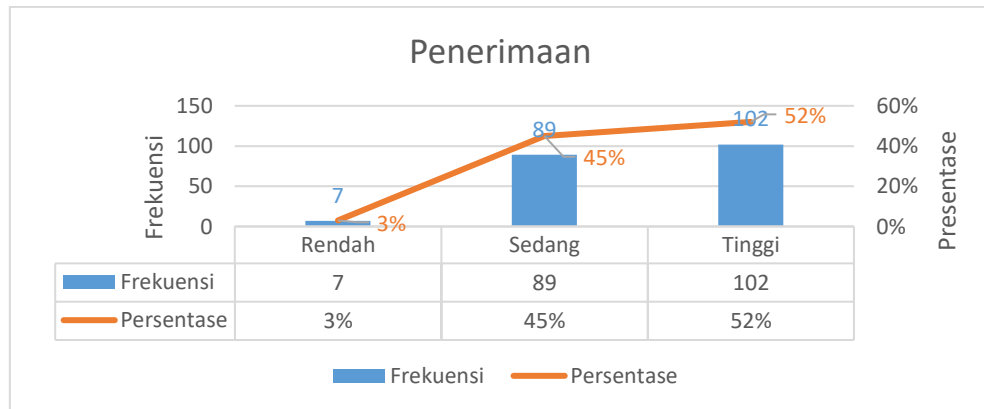 Penerimaan
Frekuensi
150
100
50
0
7
89
102
3%
45%
52%
60%
40%
20%
0%
Presentase
Rendah Sedang Tinggi
Frekuensi 7 89 102
Persentase 3% 45% 52%
Frekuensi Persentase